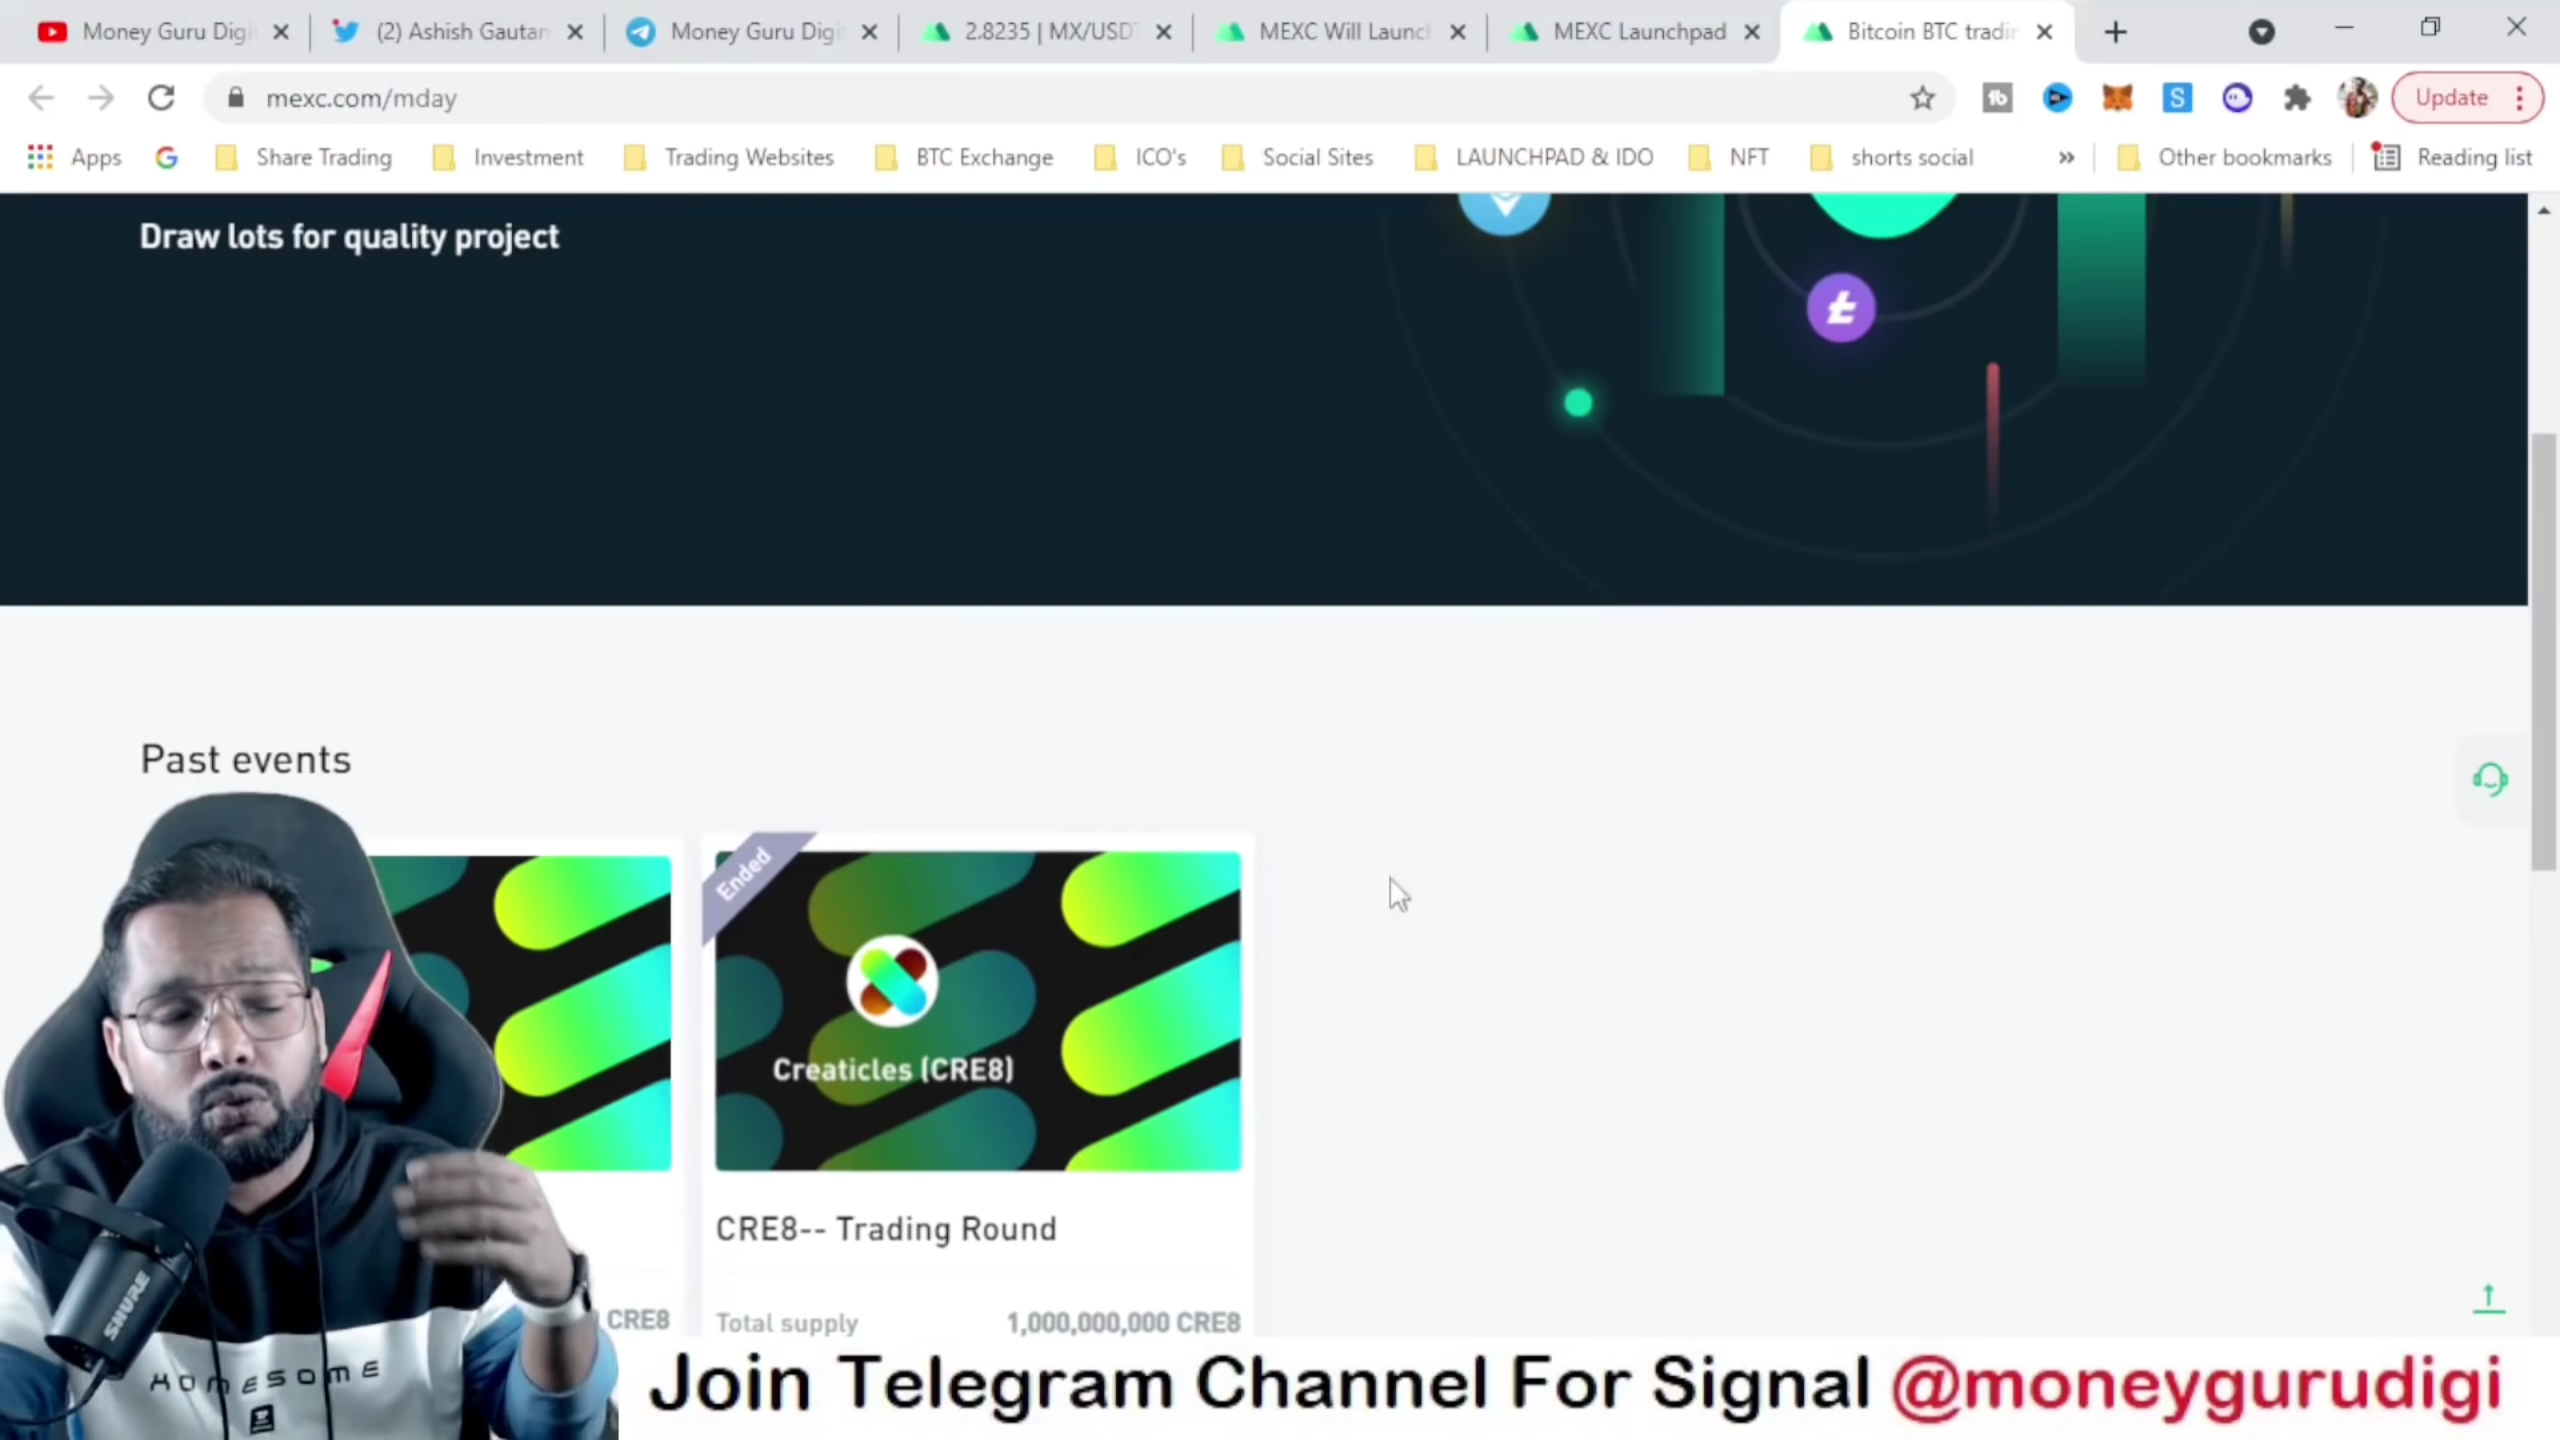 Money Guru Digi
(2) Ashish Gautam
Money Guru Digi
2.8235 | MX/USDT
MEXC Will Launch
MEXC Launchpad
Bitcoin BTC tradin
mexc.com/mday
Update
Apps
Share Trading
Investment
Trading Websites
BTC Exchange
ICO's
Social Sites
LAUNCHPAD & IDO
NFT
shorts social
Other bookmarks
Reading list
Draw lots for quality project
Past events
Ended
Creaticles (CRE8)
CRE8-- Trading Round
CRE8
Total supply 1,000,000,000 CRE8
SHURE
HOMESOME
Join Telegram Channel For Signal @moneygurudigi